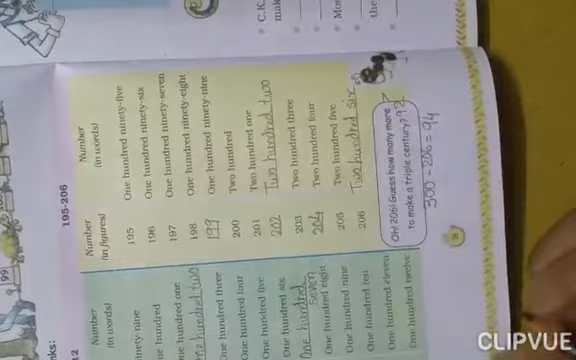 nks:
12
Number
(in words)
inety-nine
ne hundred
ne hundred one
ne hundred two
One hundred three
One hundred four
One hundred five
One hundred six
One hundred
seven
One hundred eight
One hundred nine
One hundred ten
One hundred eleven
One hundred twelve
99
195-206
Number Number
(in figures) (in words)
195 One hundred ninety-five
196 One hundred ninety-six
197 One hundred ninety-seven
198 One hundred ninety-eight
199 One hundred ninety-nine
200 Two hundred
201 Two hundred one
202 Two hundred two
203 Two hundred three
204 Two hundred four
205 Two hundred five
206 Two hundred six
Oh! 206! Guess how many more
to make a triple century?
300 - 206 = 94
C.K.
mak
Mo
the
CLIPVUE